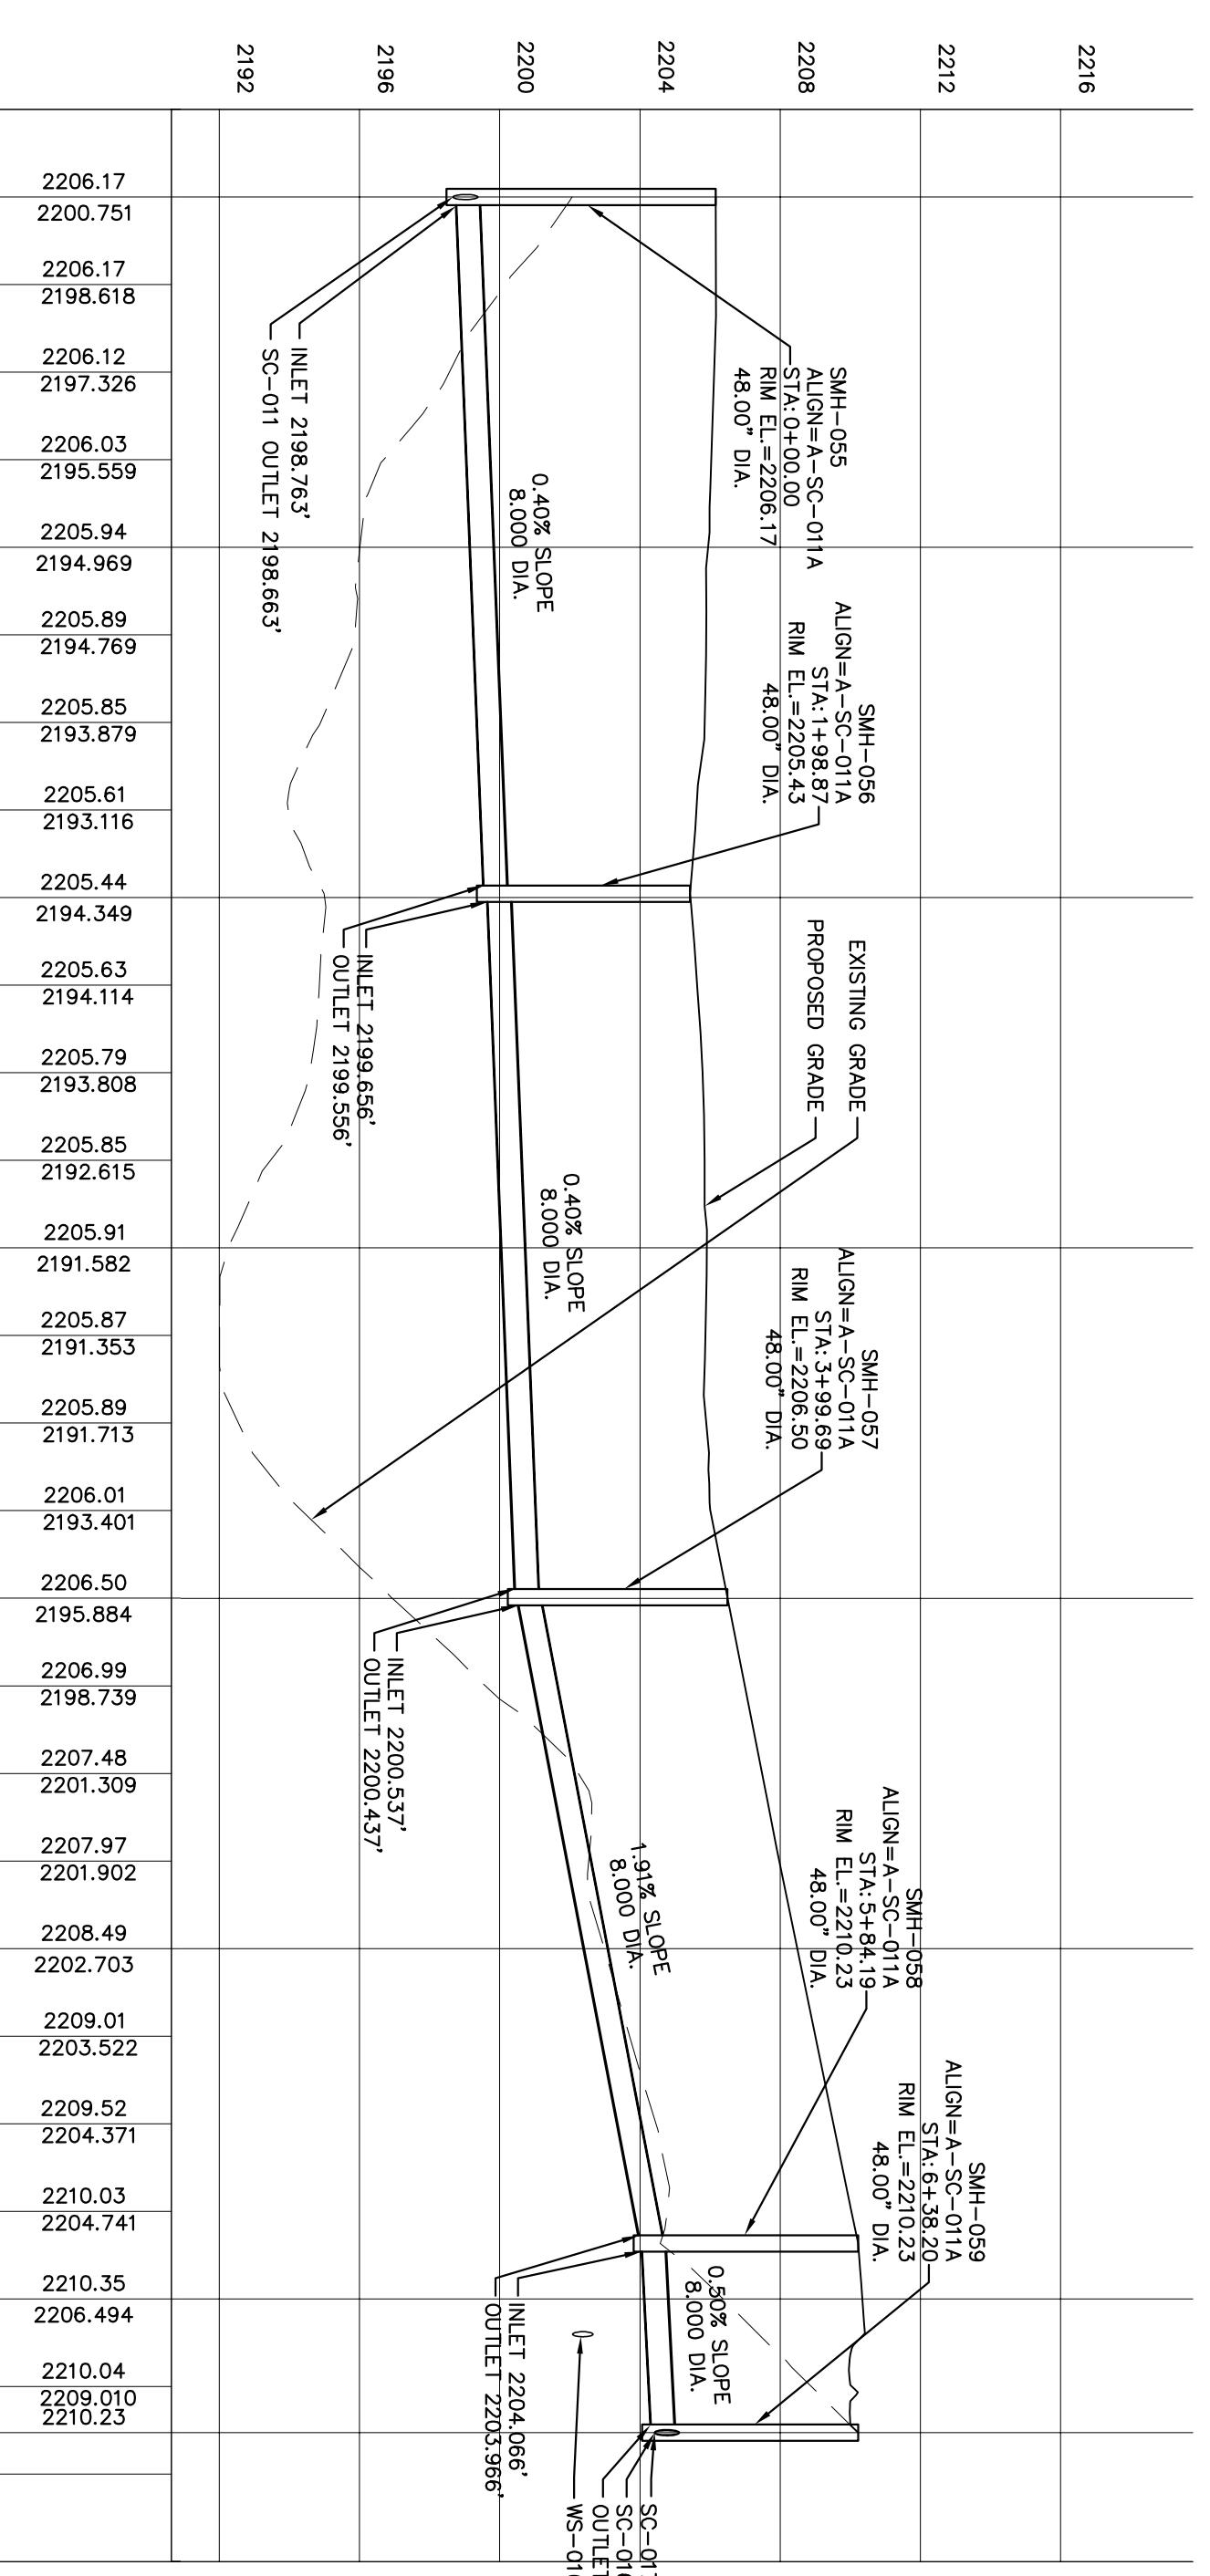 2192
2196
2200
2204
2208
2212
2216
2206.17
2200.751
2206.17
2198.618
2206.12
2197.326
2206.03
2195.559
2205.94
2194.969
2205.89
2194.769
2205.85
2193.879
2205.61
2193.116
2205.44
2194.349
2205.63
2194.114
2205.79
2193.808
2205.85
2192.615
2205.91
2191.582
2205.87
2191.353
2205.89
2191.713
2206.01
2193.401
2206.50
2195.884
2206.99
2198.739
2207.48
2201.309
2207.97
2201.902
2208.49
2202.703
2209.01
2203.522
2209.52
2204.371
2210.03
2204.741
2210.35
2206.494
2210.04
2209.010
2210.23
SMH-055
ALIGN=A-SC-011A
STA: 0+00.00
RIM EL.=2206.17
48.00" DIA.
INLET 2198.763'
SC-011 OUTLET 2198.663'
0.40% SLOPE
8.000 DIA.
SMH-056
ALIGN=A-SC-011A
STA:1+98.87
RIM EL.=2205.43
48.00" DIA.
INLET 2199.656'
OUTLET 2199.556'
EXISTING GRADE
PROPOSED GRADE
0.40% SLOPE
8.000 DIA.
SMH-057
ALIGN=A-SC-011A
STA:3+99.69
RIM EL.=2206.50
48.00" DIA.
INLET 2200.537'
OUTLET 2200.437'
1.91% SLOPE
8.000 DIA.
SMH-058
ALIGN=A-SC-011A
STA:5+84.19
RIM EL.=2210.23
48.00" DIA.
INLET 2204.066'
OUTLET 2203.966'
0.50% SLOPE
8.000 DIA.
SMH-059
ALIGN=A-SC-011A
STA:6+38.20
RIM EL.=2210.23
48.00" DIA.
OUTLET